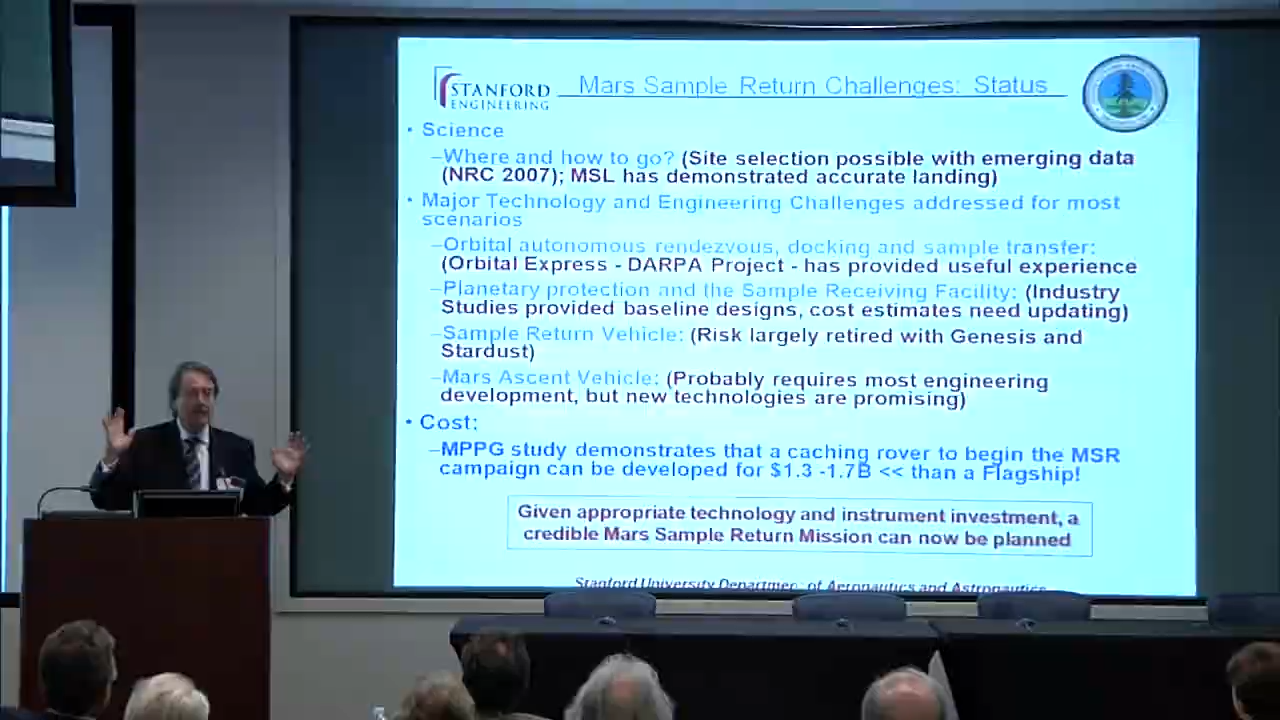 STANFORD
ENGINEERING
Mars Sample Return Challenges: Status
• Science
–Where and how to go? (Site selection possible with emerging data
(NRC 2007); MSL has demonstrated accurate landing)
• Major Technology and Engineering Challenges addressed for most
scenarios
–Orbital autonomous rendezvous, docking and sample transfer:
(Orbital Express - DARPA Project - has provided useful experience
–Planetary protection and the Sample Receiving Facility: (Industry
Studies provided baseline designs, cost estimates need updating)
–Sample Return Vehicle: (Risk largely retired with Genesis and
Stardust)
–Mars Ascent Vehicle: (Probably requires most engineering
development, but new technologies are promising)
• Cost:
–MPPG study demonstrates that a caching rover to begin the MSR
campaign can be developed for $1.3 -1.7B << than a Flagship!
Given appropriate technology and instrument investment, a
credible Mars Sample Return Mission can now be planned
Stanford University Department of Aeronautics and Astronautics